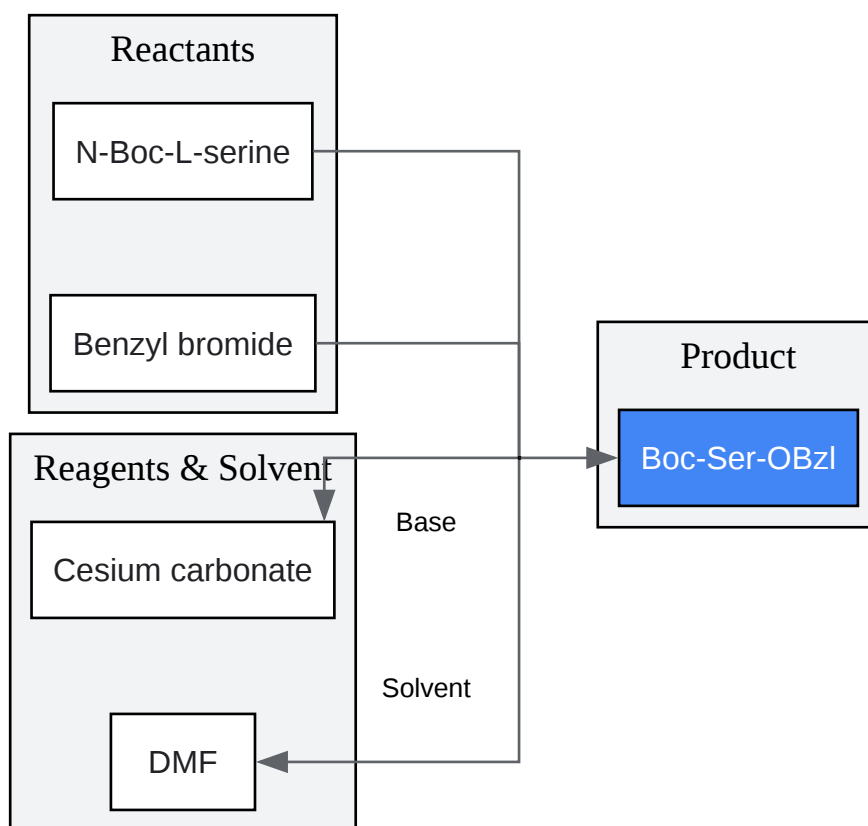 Reactants
N-Boc-L-serine
Benzyl bromide
Product
Boc-Ser-OBzl
Reagents & Solvent
Base
Cesium carbonate
Solvent
DMF